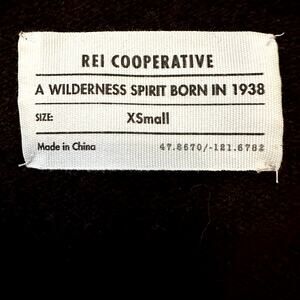 REI COOPERATIVE
A WILDERNESS SPIRIT BORN IN 1938
SIZE: XSmall
Made in China 47.8670/-121.6782